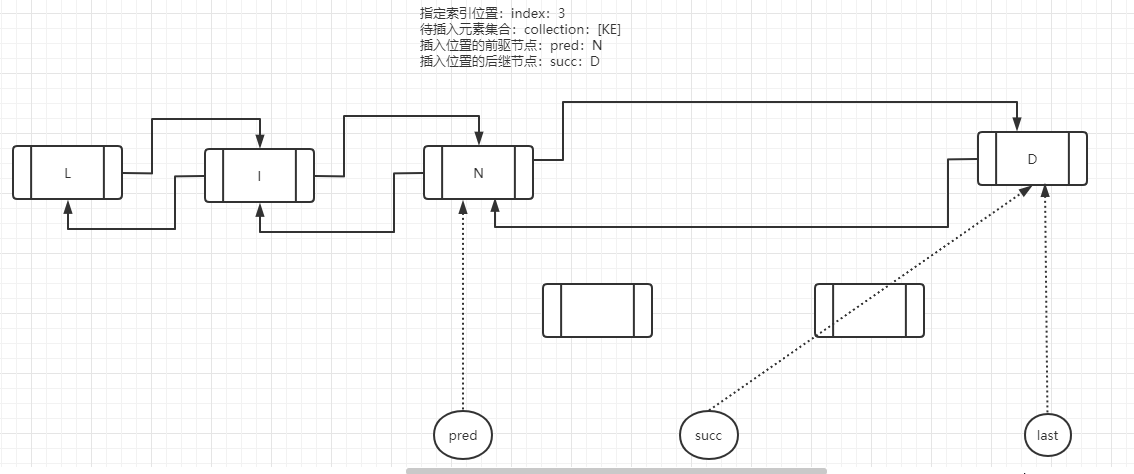 指定索引位置：index：3
待插入元素集合：collection：[KE]
插入位置的前驱节点：pred：N
插入位置的后继节点：succ：D
L
I
N
D
pred
succ
last